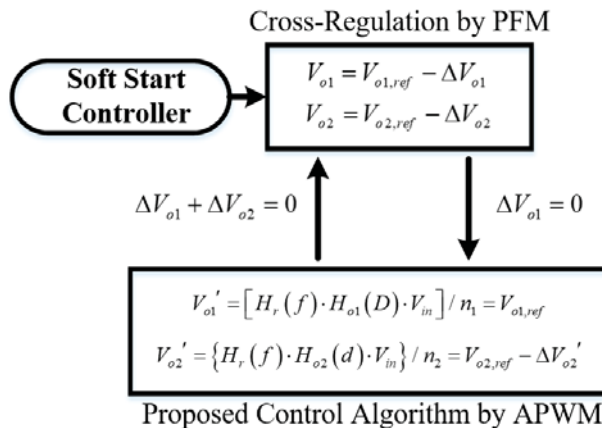 Cross-Regulation by PFM
Soft Start
Controller
V_{o1} = V_{o1,ref} − ΔV_{o1}
V_{o2} = V_{o2,ref} − ΔV_{o2}
ΔV_{o1} + ΔV_{o2} = 0
ΔV_{o1} = 0
V_{o1}' = [H_r(f)·H_{o1}(D)·V_{in}] / n_1 = V_{o1,ref}
V_{o2}' = {H_r(f)·H_{o2}(d)·V_{in}} / n_2 = V_{o2,ref} − ΔV_{o2}'
Proposed Control Algorithm by APWM